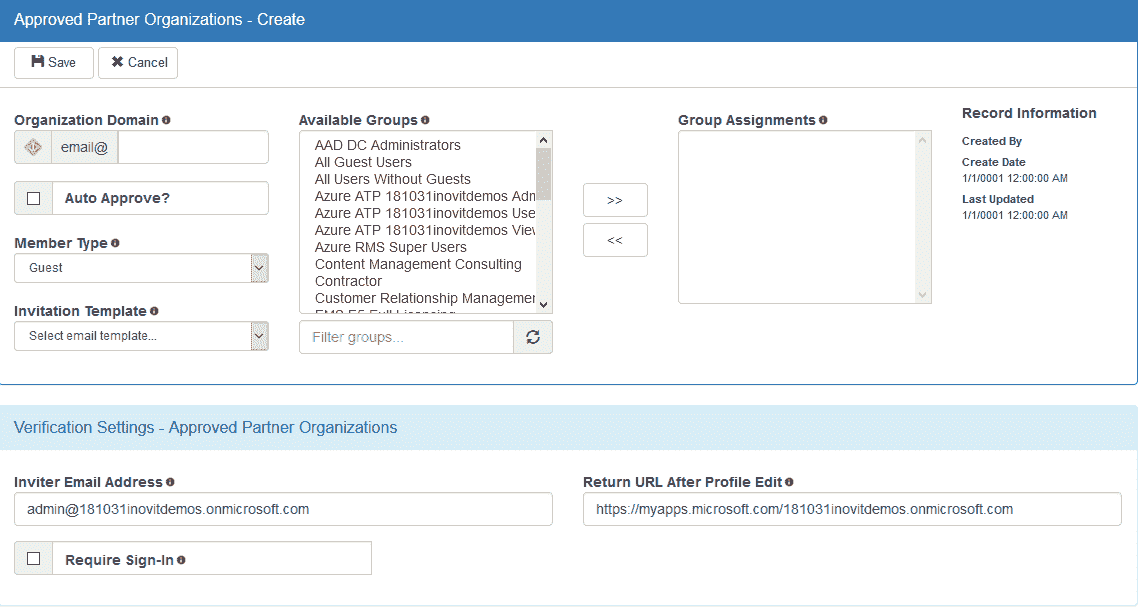 Approved Partner Organizations - Create
Save
Cancel
Organization Domain
email@
Auto Approve?
Member Type
Guest
Invitation Template
Select email template...
Available Groups
AAD DC Administrators
All Guest Users
All Users Without Guests
Azure ATP 181031inovitdemos Adm
Azure ATP 181031inovitdemos Use
Azure ATP 181031inovitdemos Vie
Azure RMS Super Users
Content Management Consulting
Contractor
Customer Relationship Managemen
EMS E5 Full Licensing
Filter groups...
>>
<<
Group Assignments
Record Information
Created By
Create Date
1/1/0001 12:00:00 AM
Last Updated
1/1/0001 12:00:00 AM
Verification Settings - Approved Partner Organizations
Inviter Email Address
admin@181031inovitdemos.onmicrosoft.com
Require Sign-In
Return URL After Profile Edit
https://myapps.microsoft.com/181031inovitdemos.onmicrosoft.com